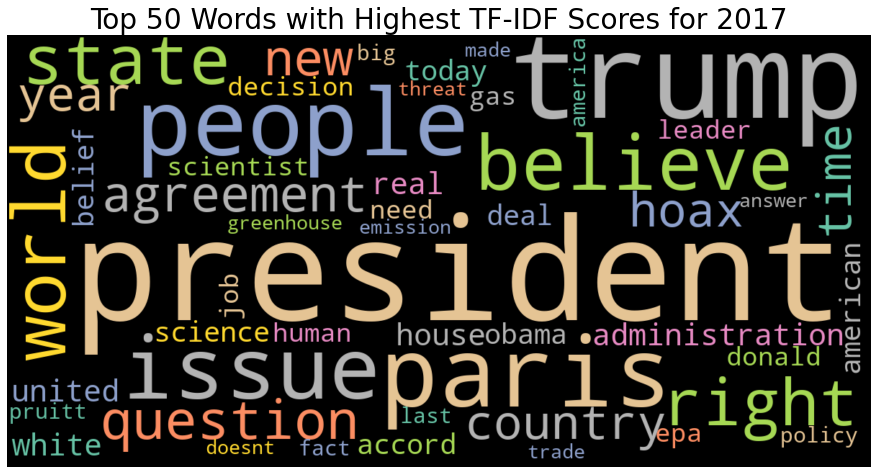 Top 50 Words with Highest TF-IDF Scores for 2017
state
new
big
made
trump
year
decision
today
threat
gas
america
people
leader
world
belief
scientist
believe
time
agreement
real
need
deal
hoax
answer
greenhouse
emission
president
job
american
science
human
house
obama
administration
issue
paris
donald
united
right
pruitt
question
last
country
epa
policy
white
doesnt
fact
accord
trade